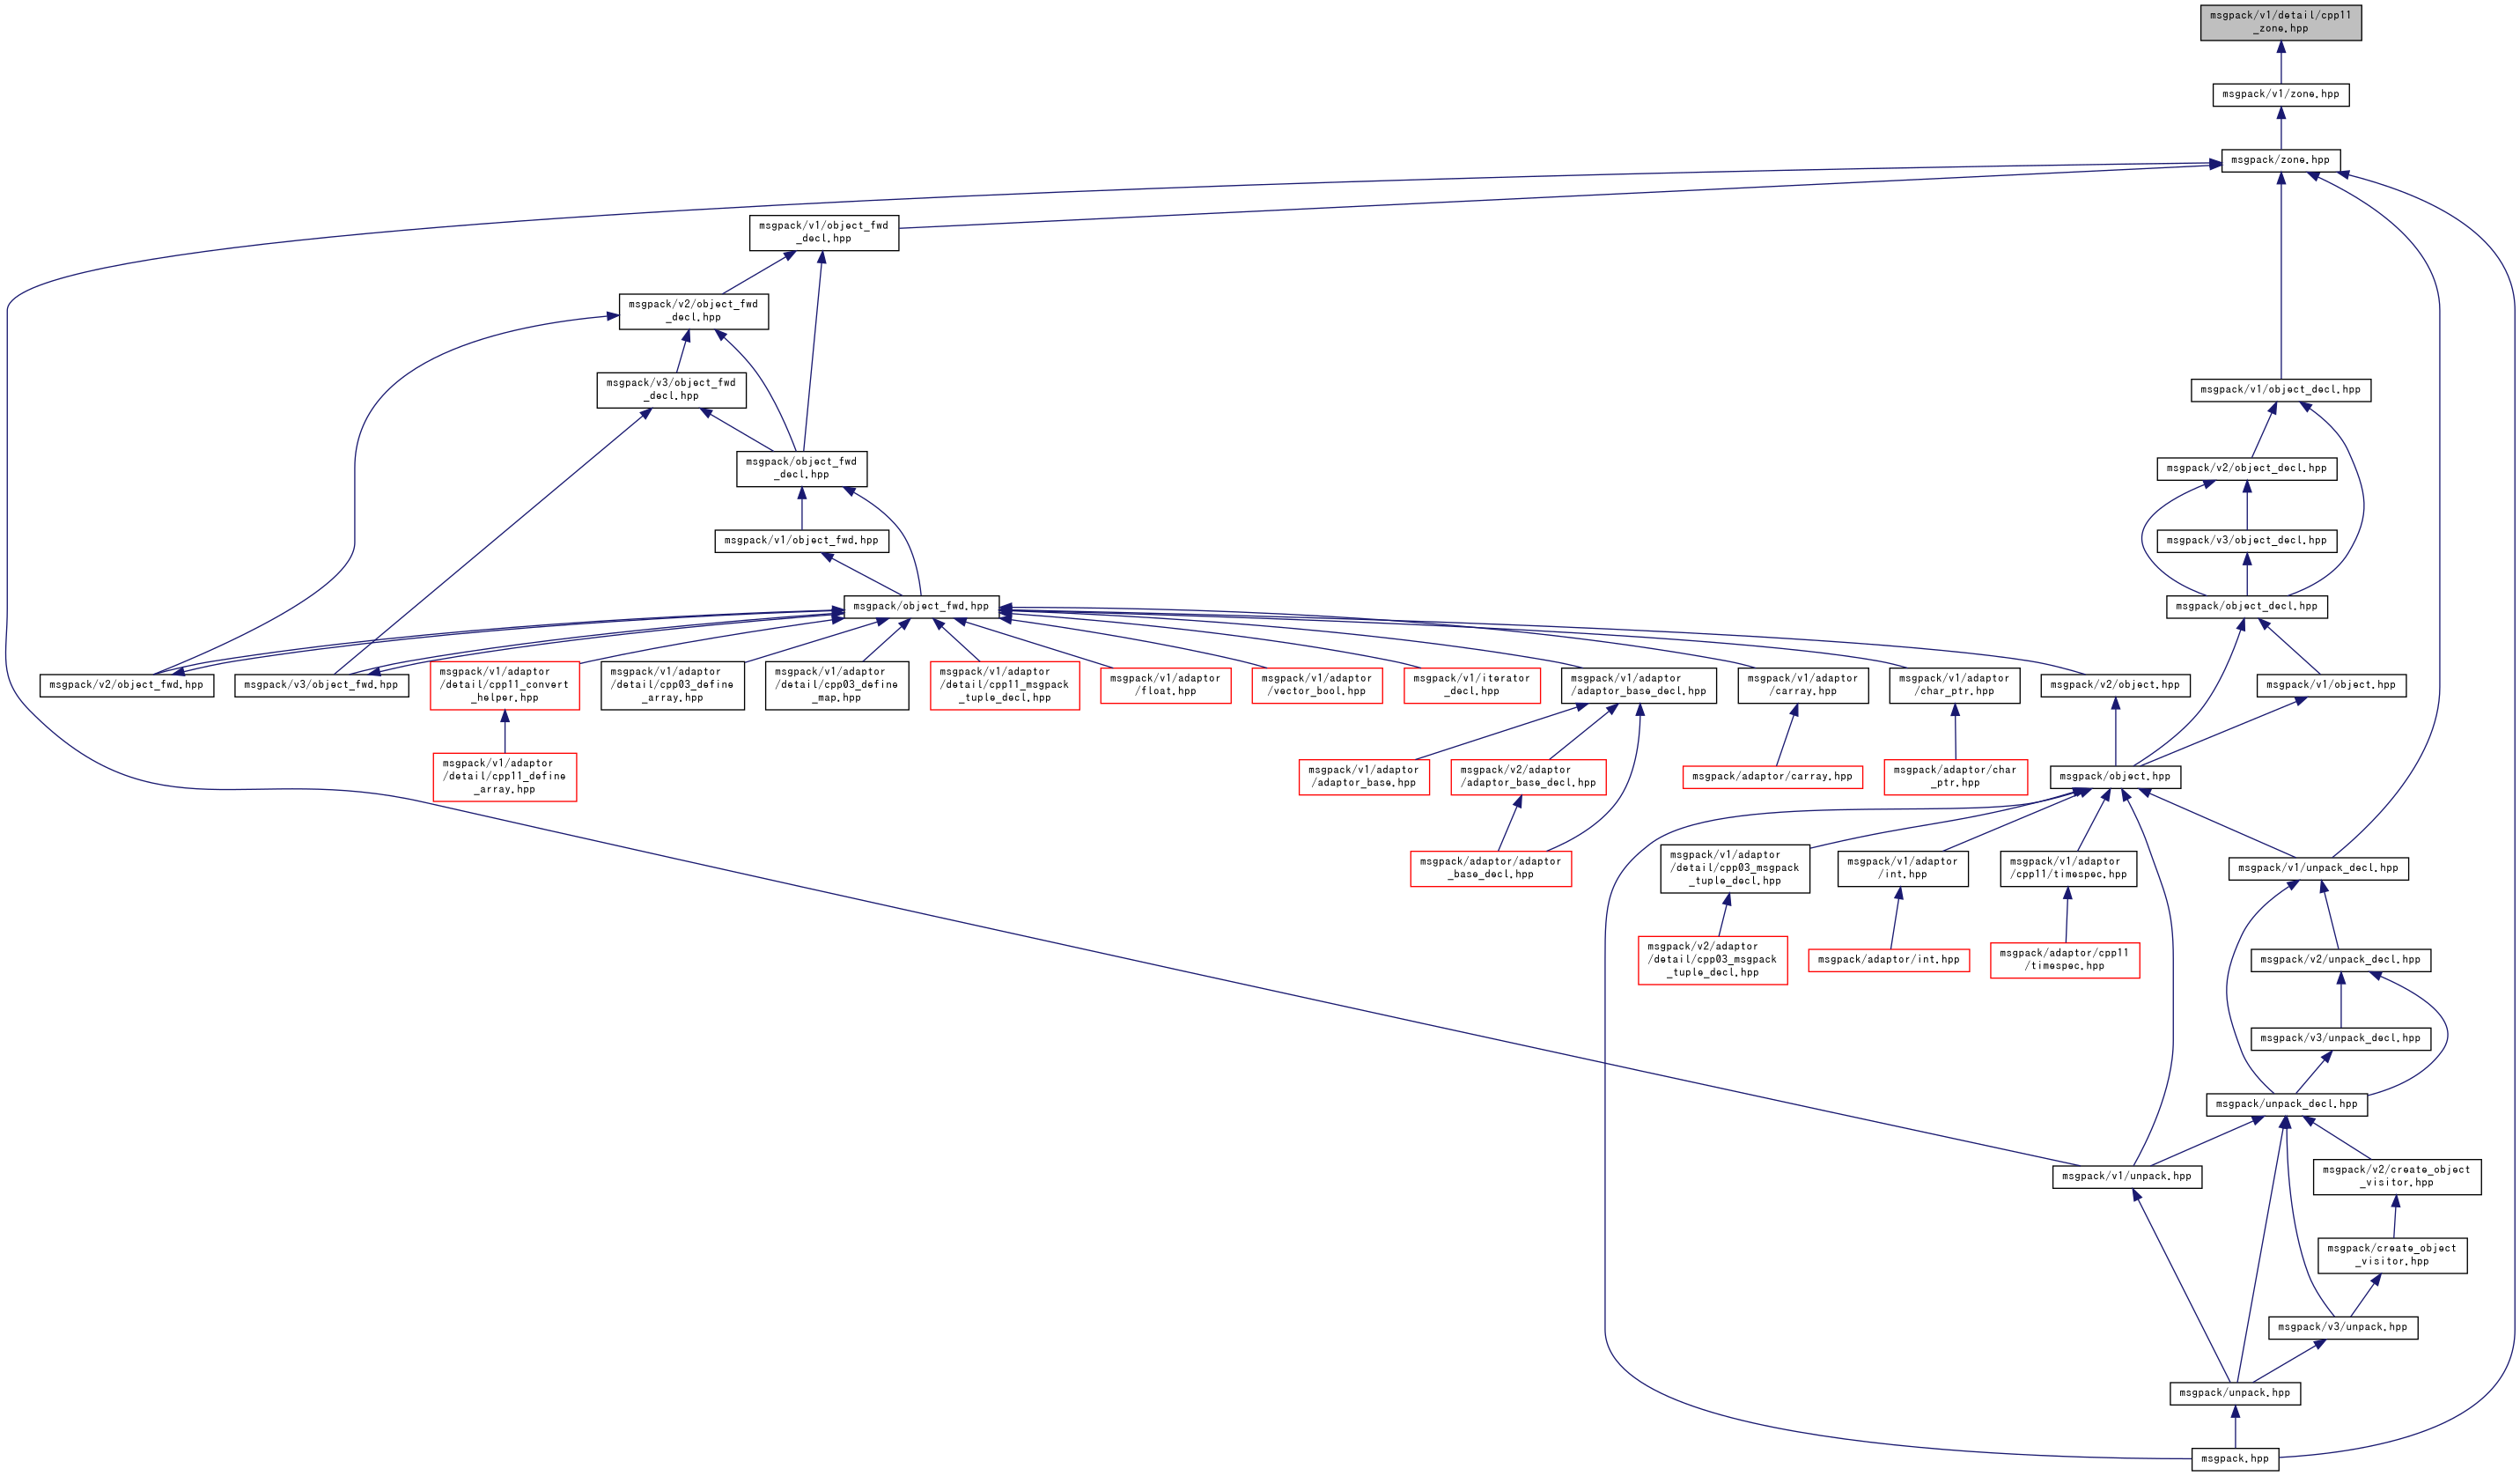 msgpack/v1/detail/cpp11
_zone.hpp
msgpack/v1/zone.hpp
msgpack/zone.hpp
msgpack/v1/object_fwd
_decl.hpp
msgpack/v2/object_fwd
_decl.hpp
msgpack/v3/object_fwd
_decl.hpp
msgpack/v1/object_decl.hpp
msgpack/object_fwd
_decl.hpp
msgpack/v2/object_decl.hpp
msgpack/v1/object_fwd.hpp
msgpack/v3/object_decl.hpp
msgpack/object_fwd.hpp
msgpack/object_decl.hpp
msgpack/v2/object_fwd.hpp
msgpack/v3/object_fwd.hpp
msgpack/v1/adaptor
/detail/cpp11_convert
_helper.hpp
msgpack/v1/adaptor
/detail/cpp03_define
_array.hpp
msgpack/v1/adaptor
/detail/cpp03_define
_map.hpp
msgpack/v1/adaptor
/detail/cpp11_msgpack
_tuple_decl.hpp
msgpack/v1/adaptor
/float.hpp
msgpack/v1/adaptor
/vector_bool.hpp
msgpack/v1/iterator
_decl.hpp
msgpack/v1/adaptor
/adaptor_base_decl.hpp
msgpack/v1/adaptor
/carray.hpp
msgpack/v1/adaptor
/char_ptr.hpp
msgpack/v2/object.hpp
msgpack/v1/object.hpp
msgpack/v1/adaptor
/detail/cpp11_define
_array.hpp
msgpack/v1/adaptor
/adaptor_base.hpp
msgpack/v2/adaptor
/adaptor_base_decl.hpp
msgpack/adaptor/carray.hpp
msgpack/adaptor/char
_ptr.hpp
msgpack/object.hpp
msgpack/adaptor/adaptor
_base_decl.hpp
msgpack/v1/adaptor
/detail/cpp03_msgpack
_tuple_decl.hpp
msgpack/v1/adaptor
/int.hpp
msgpack/v1/adaptor
/cpp11/timespec.hpp
msgpack/v1/unpack_decl.hpp
msgpack/v2/adaptor
/detail/cpp03_msgpack
_tuple_decl.hpp
msgpack/adaptor/int.hpp
msgpack/adaptor/cpp11
/timespec.hpp
msgpack/v2/unpack_decl.hpp
msgpack/v3/unpack_decl.hpp
msgpack/unpack_decl.hpp
msgpack/v1/unpack.hpp
msgpack/v2/create_object
_visitor.hpp
msgpack/create_object
_visitor.hpp
msgpack/v3/unpack.hpp
msgpack/unpack.hpp
msgpack.hpp